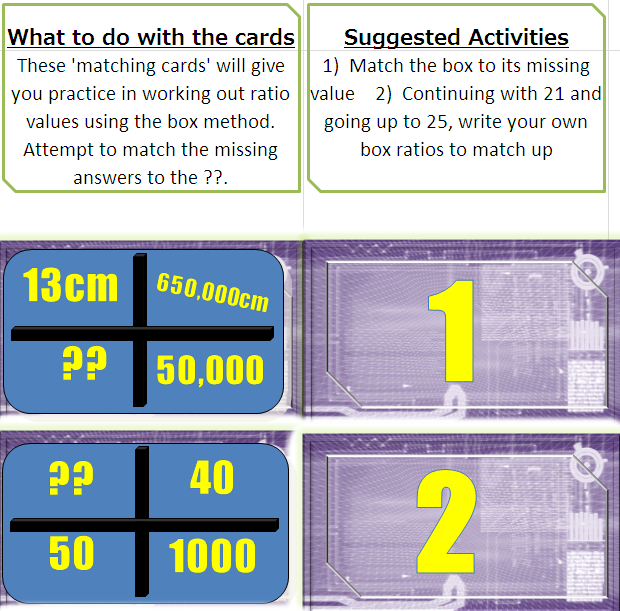 What to do with the cards
These 'matching cards' will give
you practice in working out ratio
values using the box method.
Attempt to match the missing
answers to the ??.
Suggested Activities
1) Match the box to its missing
value 2) Continuing with 21 and
going up to 25, write your own
box ratios to match up
13cm 650,000cm
?? 50,000
1
?? 40
50 1000
2